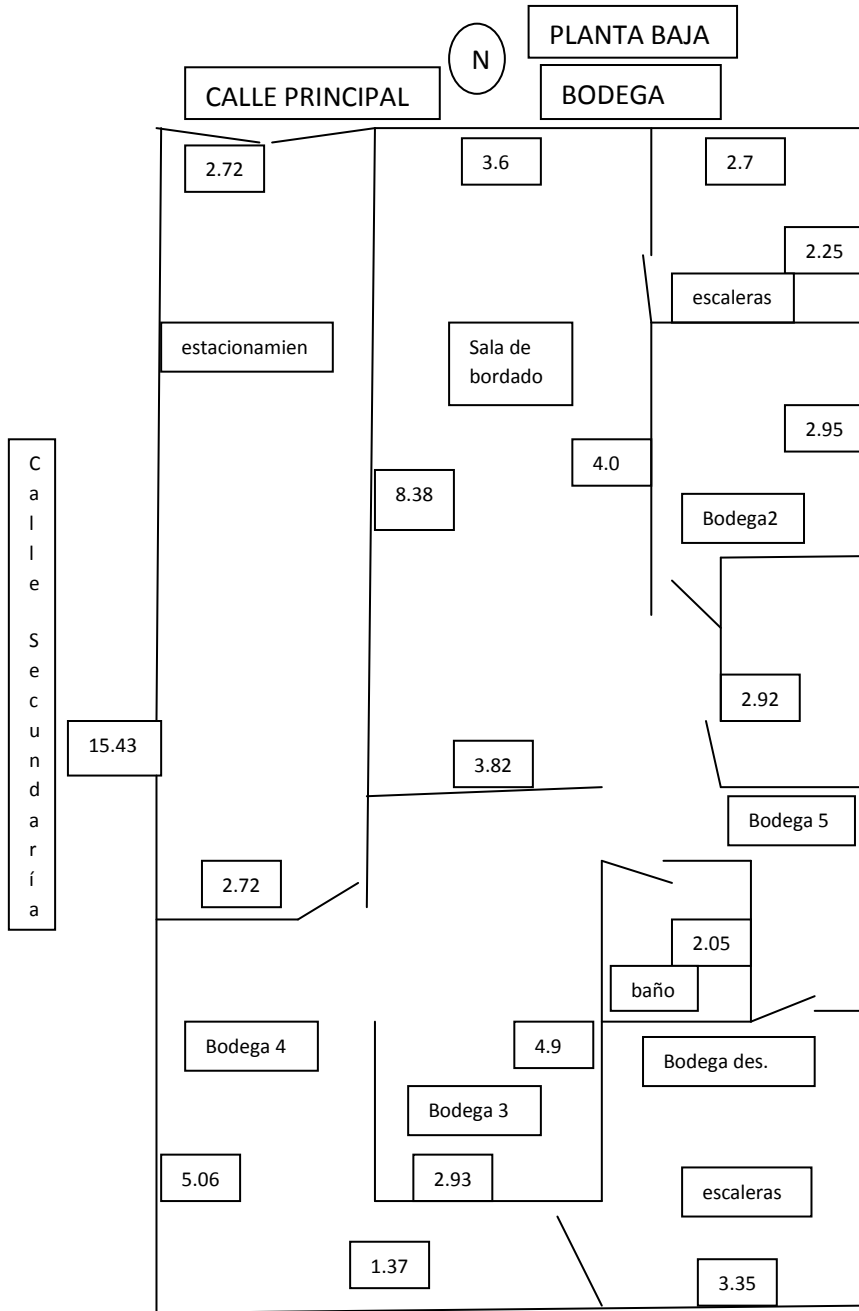 PLANTA BAJA
N
CALLE PRINCIPAL
BODEGA
2.72
3.6
2.7
2.25
escaleras
estacionamien
Sala de
bordado
2.95
4.0
8.38
Bodega2
Calle Secundaría
2.92
15.43
3.82
Bodega 5
2.72
2.05
baño
Bodega 4
4.9
Bodega des.
Bodega 3
5.06
2.93
escaleras
1.37
3.35